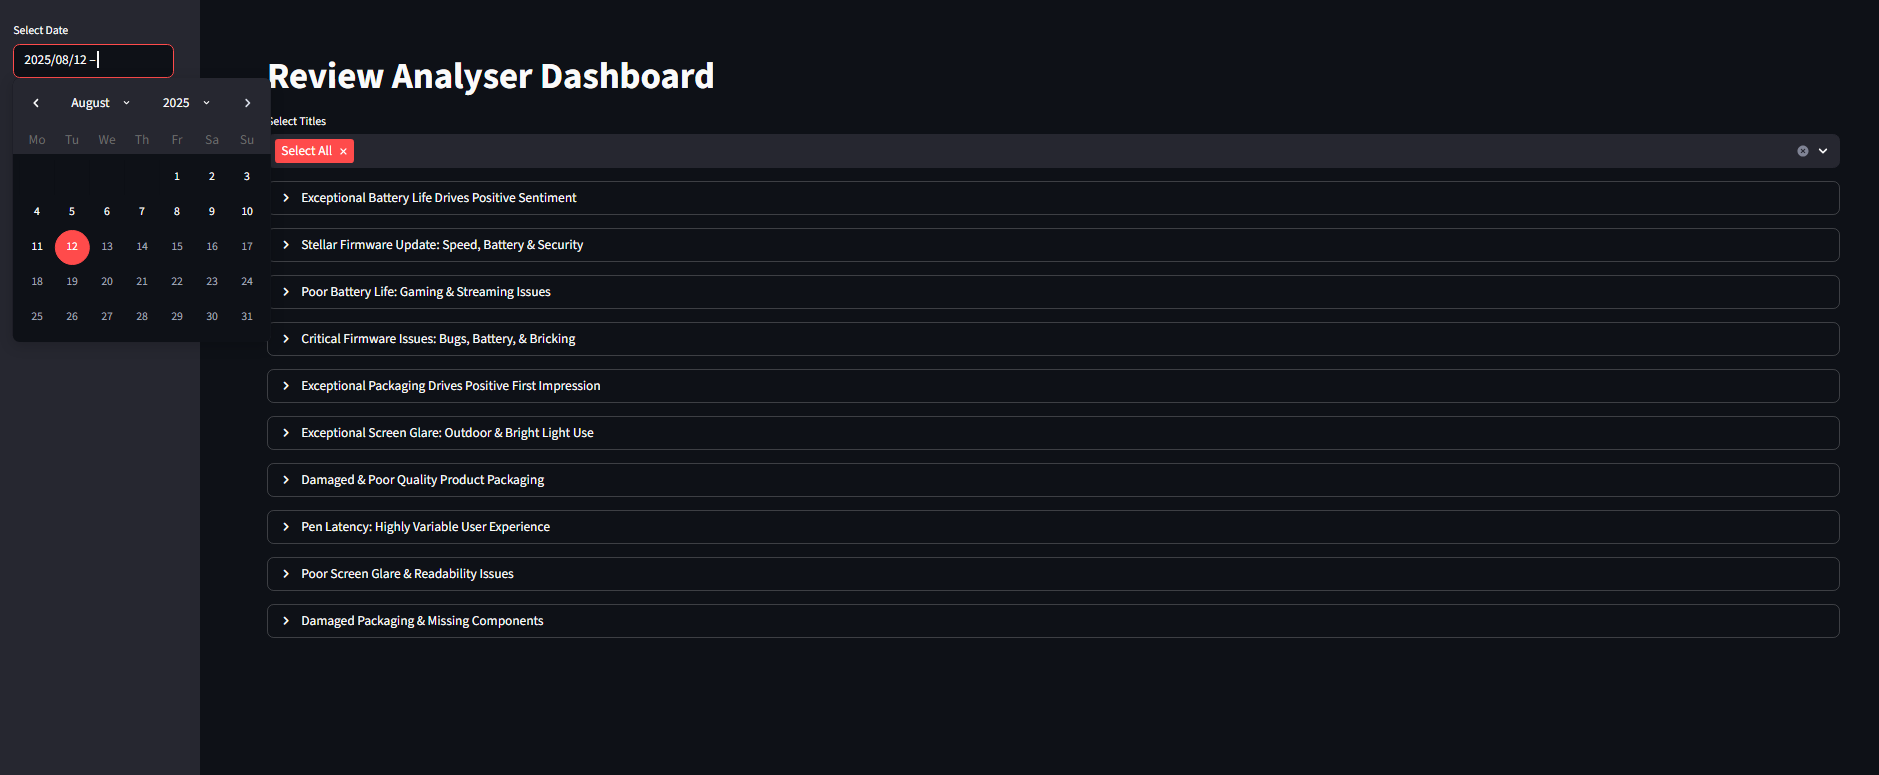 Select Date
2025/08/12 –
August 2025
Mo Tu We Th Fr Sa Su
1 2 3
4 5 6 7 8 9 10
11 12 13 14 15 16 17
18 19 20 21 22 23 24
25 26 27 28 29 30 31
Review Analyser Dashboard
Select Titles
Select All ×
Exceptional Battery Life Drives Positive Sentiment
Stellar Firmware Update: Speed, Battery & Security
Poor Battery Life: Gaming & Streaming Issues
Critical Firmware Issues: Bugs, Battery, & Bricking
Exceptional Packaging Drives Positive First Impression
Exceptional Screen Glare: Outdoor & Bright Light Use
Damaged & Poor Quality Product Packaging
Pen Latency: Highly Variable User Experience
Poor Screen Glare & Readability Issues
Damaged Packaging & Missing Components